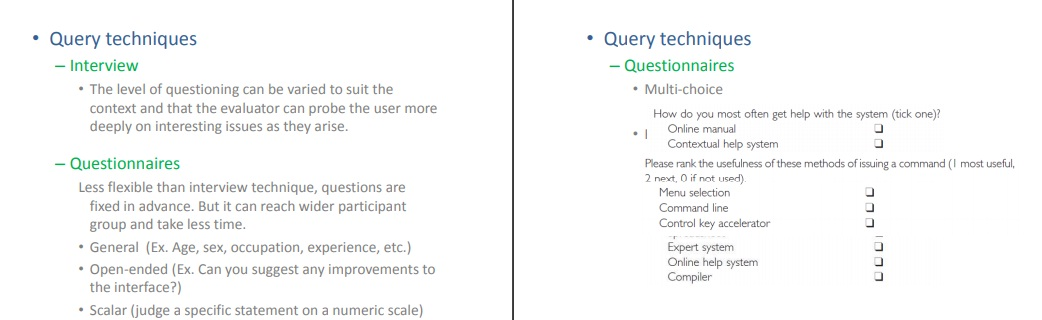 • Query techniques
– Interview
• The level of questioning can be varied to suit the
context and that the evaluator can probe the user more
deeply on interesting issues as they arise.
– Questionnaires
Less flexible than interview technique, questions are
fixed in advance. But it can reach wider participant
group and take less time.
• General (Ex. Age, sex, occupation, experience, etc.)
• Open-ended (Ex. Can you suggest any improvements to
the interface?)
• Scalar (judge a specific statement on a numeric scale)
• Query techniques
– Questionnaires
• Multi-choice
How do you most often get help with the system (tick one)?
Online manual ❑
Contextual help system ❑
Please rank the usefulness of these methods of issuing a command (1 most useful,
2 next, 0 if not used).
Menu selection ❑
Command line ❑
Control key accelerator ❑
Expert system ❑
Online help system ❑
Compiler ❑